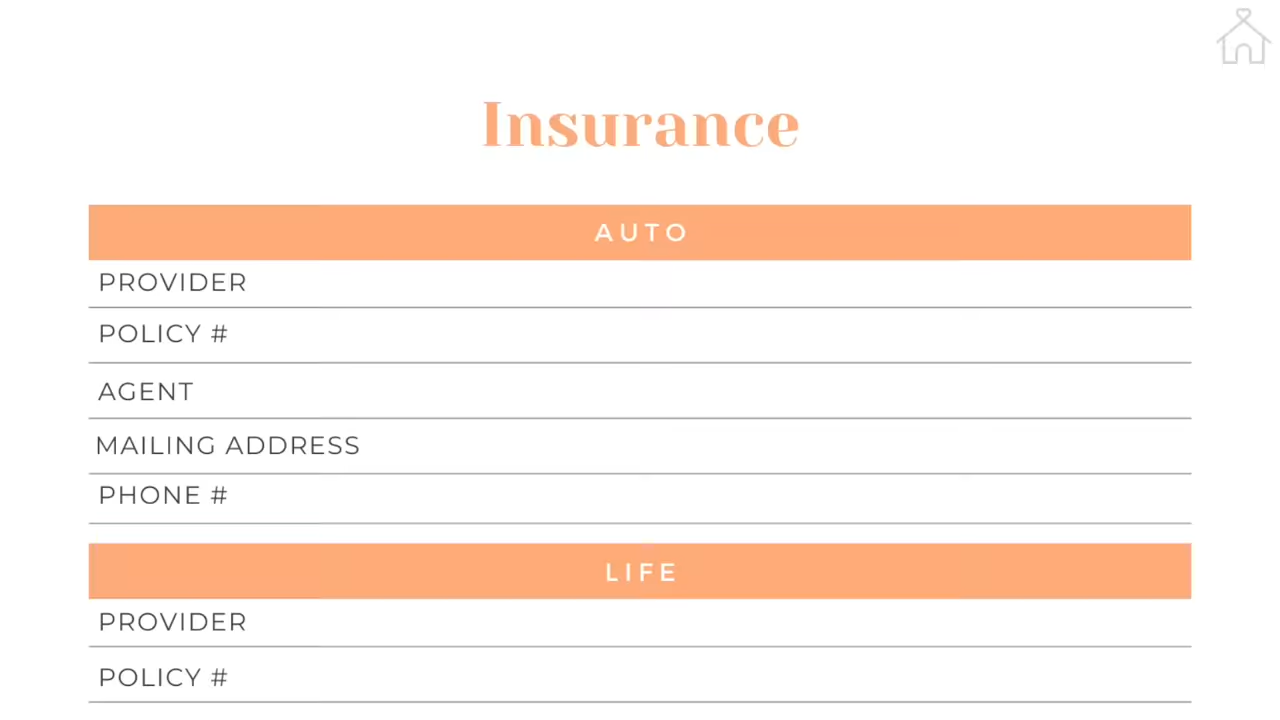 Insurance
AUTO
PROVIDER
POLICY #
AGENT
MAILING ADDRESS
PHONE #
LIFE
PROVIDER
POLICY #